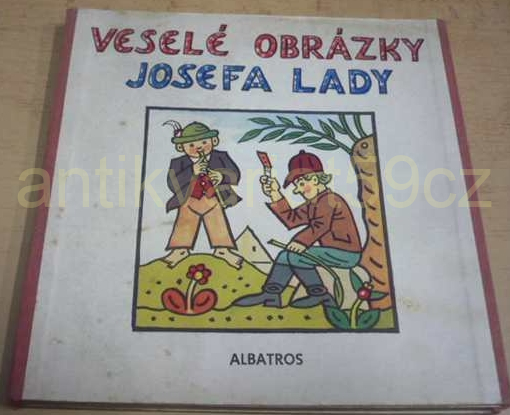 VESELÉ OBRÁZKY
JOSEFA LADY
ALBATROS